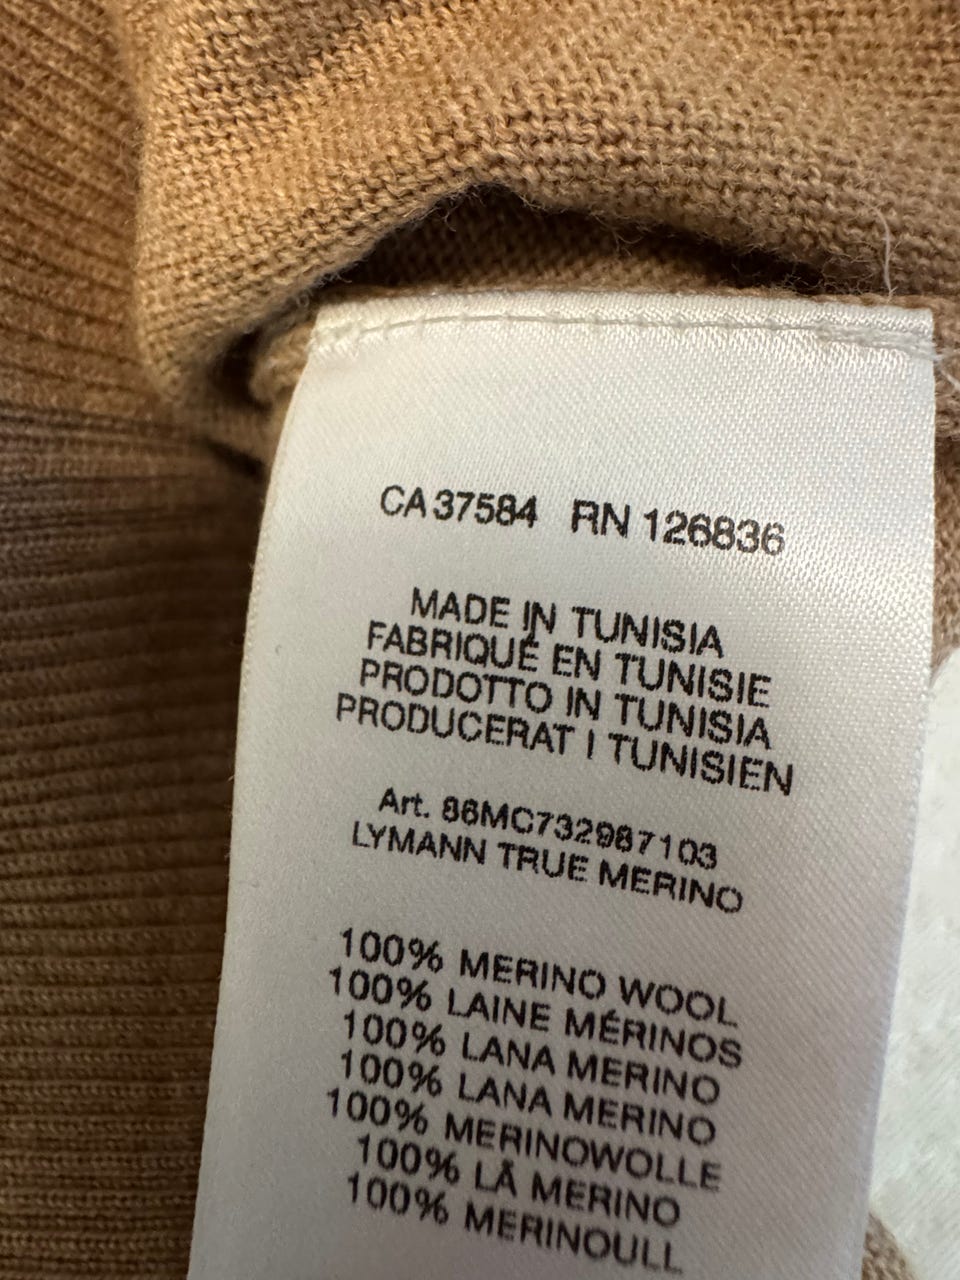 CA 37584 RN 126836
MADE IN TUNISIA
FABRIQUÉ EN TUNISIE
PRODOTTO IN TUNISIA
PRODUCERAT I TUNISIEN
Art. 86MC732987103
LYMANN TRUE MERINO
100% MERINO WOOL
100% LAINE MÉRINOS
100% LANA MERINO
100% LANA MERINO
100% MERINOWOLLE
100% LÃ MERINO
100% MERINOULL